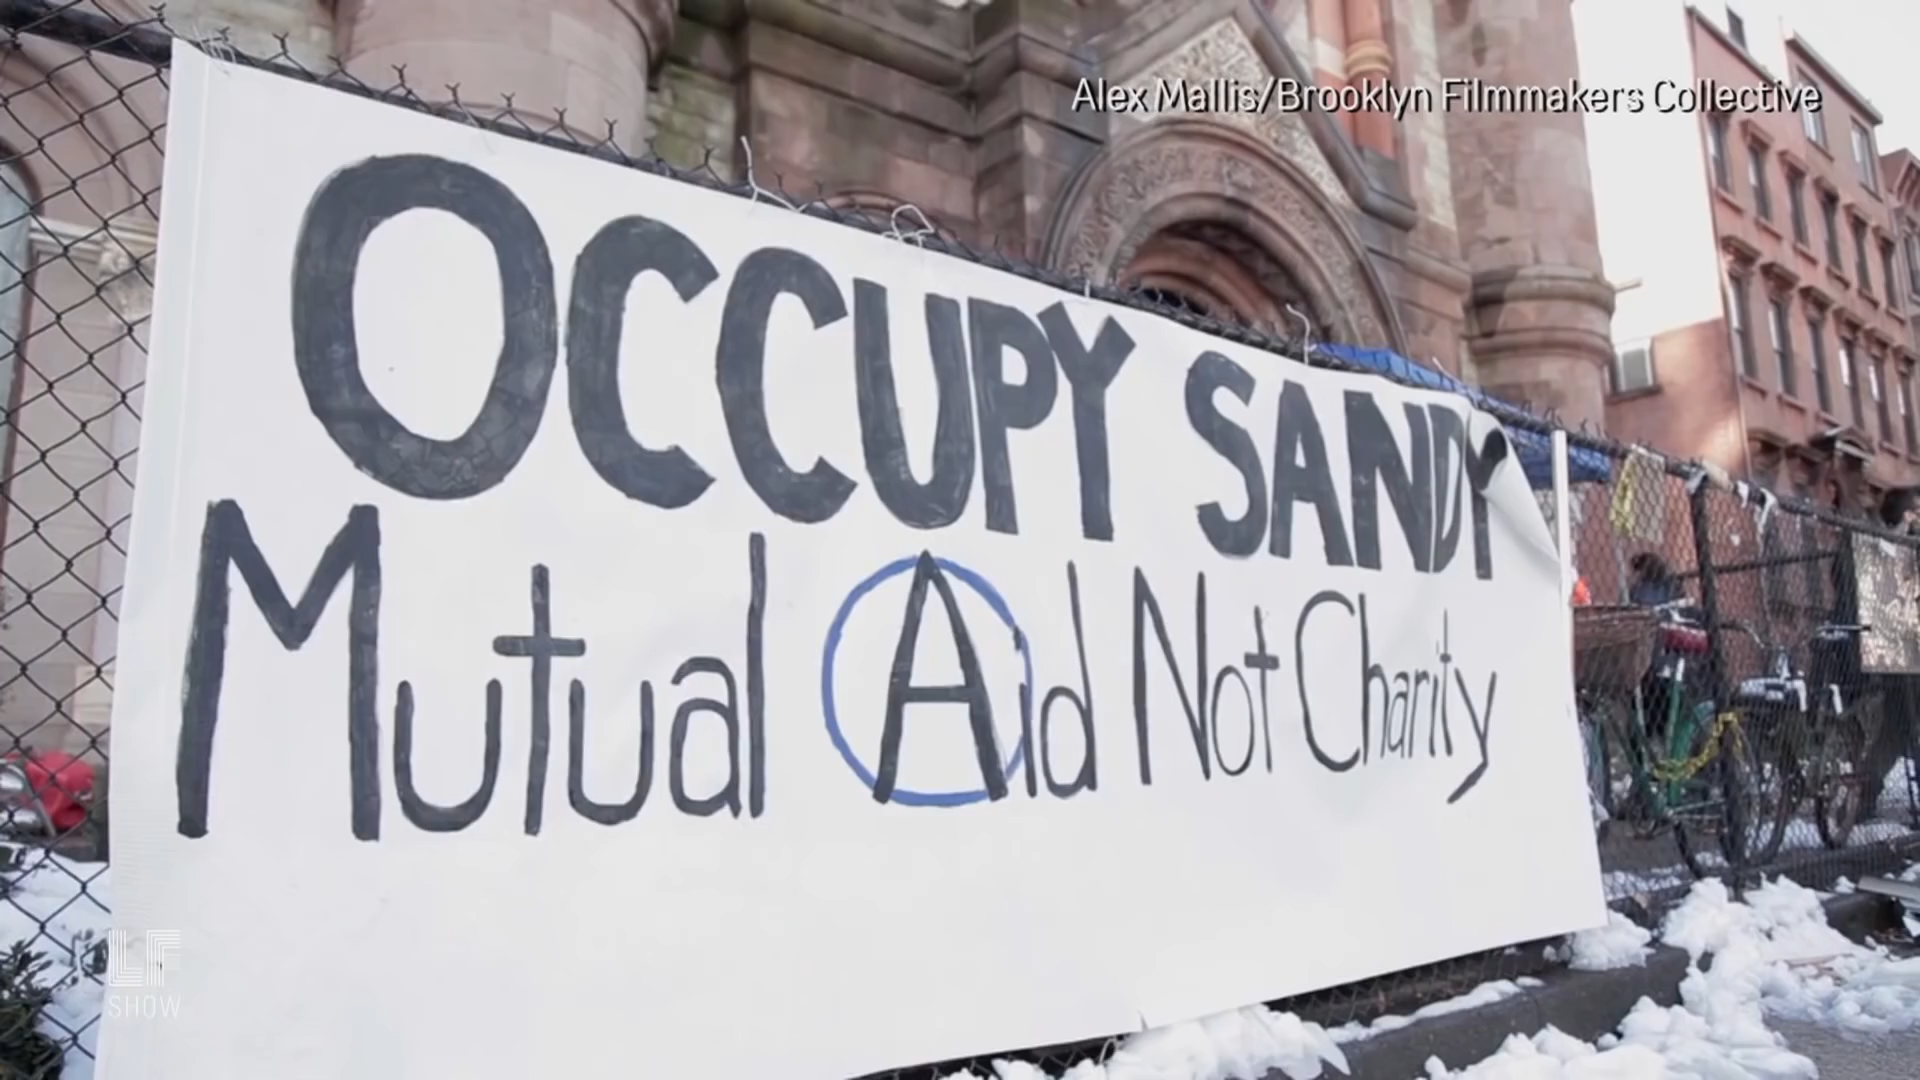 Alex Mallis/Brooklyn Filmmakers Collective
OCCUPY SANDY
Mutual Aid Not Charity
LF
SHOW